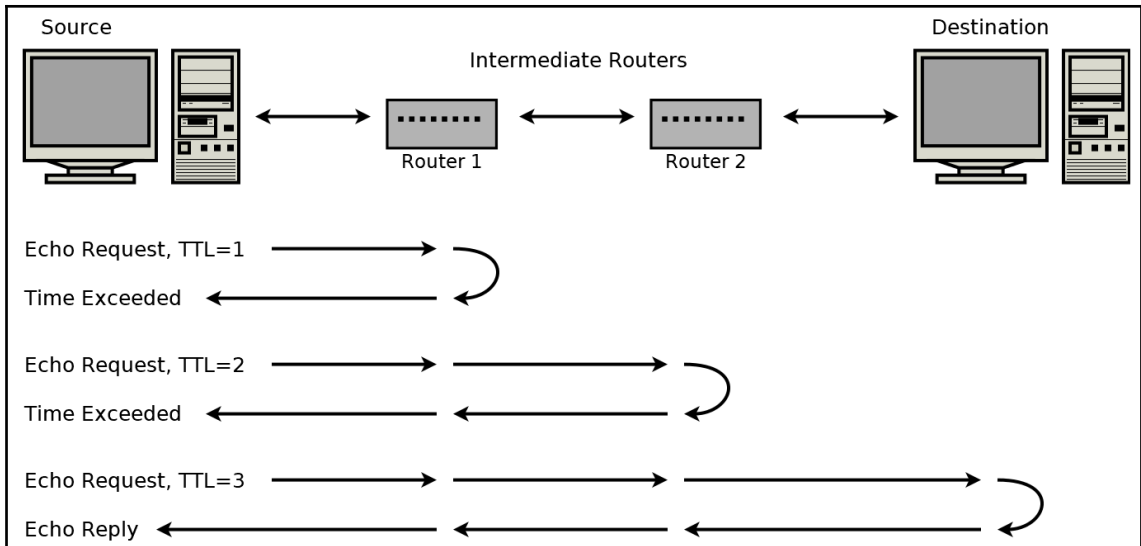 Source
Destination
Intermediate Routers
Router 1
Router 2
Echo Request, TTL=1
Time Exceeded
Echo Request, TTL=2
Time Exceeded
Echo Request, TTL=3
Echo Reply